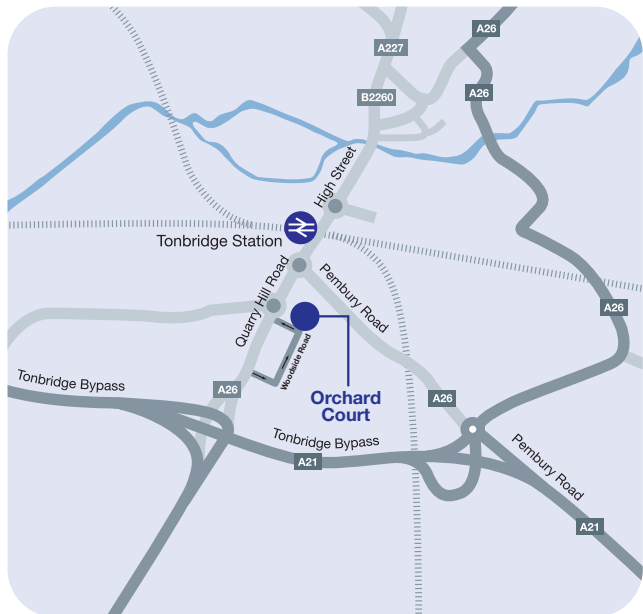 A26
A227
A26
B2260
High Street
Tonbridge Station
Quarry Hill Road
Pembury Road
A26
Woodside Road
Tonbridge Bypass
A26
Orchard
Court
A26
Tonbridge Bypass
A21
Pembury Road
A21